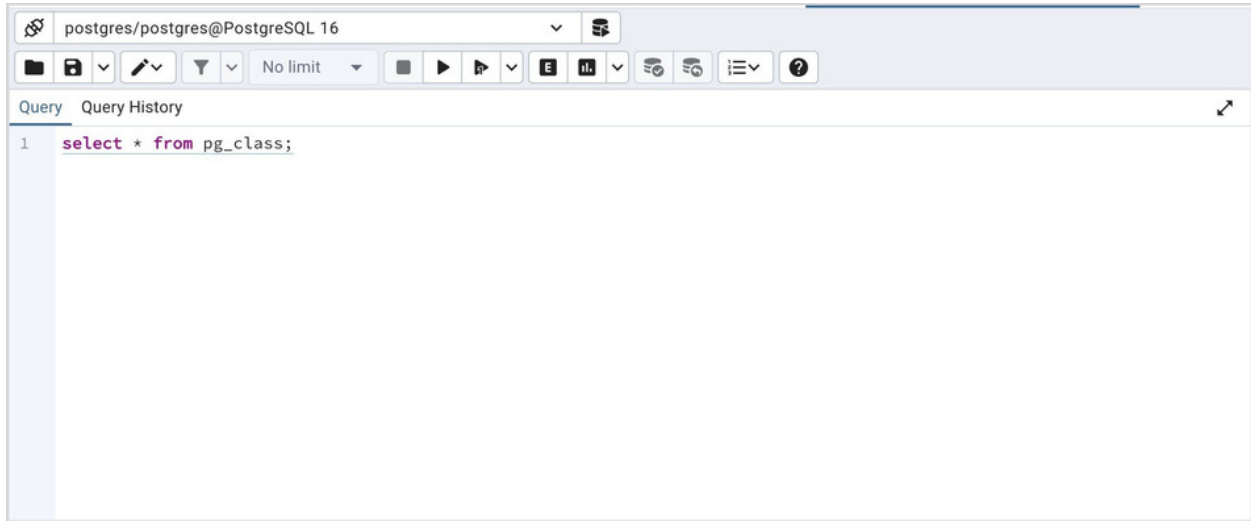 postgres/postgres@PostgreSQL 16
No limit
E
Query Query History
1 select * from pg_class;